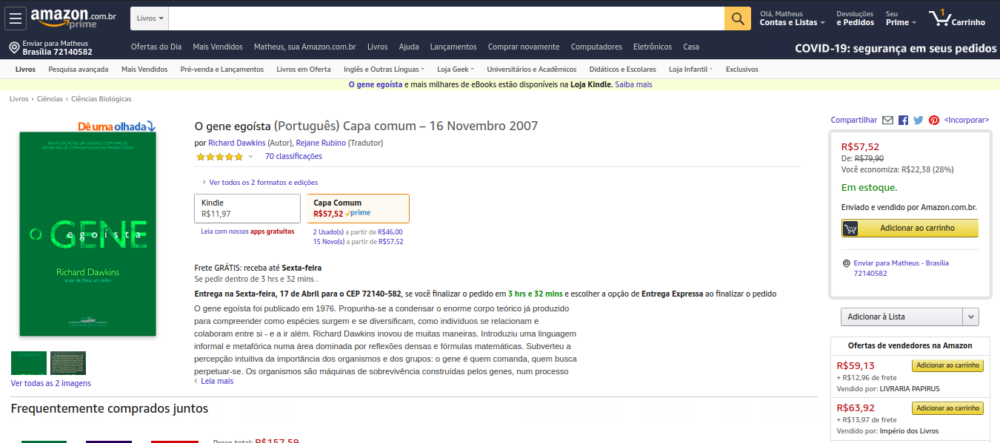 amazon.com.br
prime
Livros
Olá, Matheus
Contas e Listas
Devoluções
e Pedidos
Seu
Prime
1
Carrinho
Enviar para Matheus
Brasília 72140582
Ofertas do Dia Mais Vendidos Matheus, sua Amazon.com.br Livros Ajuda Lançamentos Comprar novamente Computadores Eletrônicos Casa
COVID-19: segurança em seus pedidos
Livros Pesquisa avançada Mais Vendidos Pré-venda e Lançamentos Livros em Oferta Inglês e Outras Línguas Loja Geek Universitários e Acadêmicos Didáticos e Escolares Loja Infantil Exclusivos
O gene egoísta e mais milhares de eBooks estão disponíveis na Loja Kindle. Saiba mais
Livros › Ciências › Ciências Biológicas
Dê uma olhada
NOVA EDIÇÃO DE UM CLÁSSICO COM MAIS DE
UM MILHÃO DE CÓPIAS VENDIDAS NO MUNDO TODO
O GENE
egoísta
Richard Dawkins
autor de Deus, um delírio
Ver todas as 2 imagens
O gene egoísta (Português) Capa comum – 16 Novembro 2007
por Richard Dawkins (Autor), Rejane Rubino (Tradutor)
70 classificações
› Ver todos os 2 formatos e edições
Kindle
R$11,97
Leia com nossos apps gratuitos
Capa Comum
R$57,52 prime
2 Usado(s) a partir de R$46,00
15 Novo(s) a partir de R$57,52
Frete GRÁTIS: receba até Sexta-feira
Se pedir dentro de 3 hrs e 32 mins .
Entrega na Sexta-feira, 17 de Abril para o CEP 72140-582, se você finalizar o pedido em 3 hrs e 32 mins e escolher a opção de Entrega Expressa ao finalizar o pedido
O gene egoísta foi publicado em 1976. Propunha-se a condensar o enorme corpo teórico já produzido
para compreender como espécies surgem e se diversificam, como indivíduos se relacionam e
colaboram entre si - e a ir além. Richard Dawkins inovou de muitas maneiras. Introduziu uma linguagem
informal e metafórica numa área dominada por reflexões densas e fórmulas matemáticas. Subverteu a
percepção intuitiva da importância dos organismos e dos grupos: o gene é quem comanda, quem busca
perpetuar-se. Os organismos são máquinas de sobrevivência construídas pelos genes, num processo
‹ Leia mais
Compartilhar <Incorporar>
R$57,52
De: R$79,90
Você economiza: R$22,38 (28%)
Em estoque.
Enviado e vendido por Amazon.com.br.
Adicionar ao carrinho
Enviar para Matheus - Brasília
72140582
Adicionar à Lista
Ofertas de vendedores na Amazon
R$59,13
Adicionar ao carrinho
+ R$12,96 de frete
Vendido por: LIVRARIA PAPIRUS
R$63,92
Adicionar ao carrinho
+ R$13,97 de frete
Vendido por: Império dos Livros
Frequentemente comprados juntos
Preço total: R$157,59